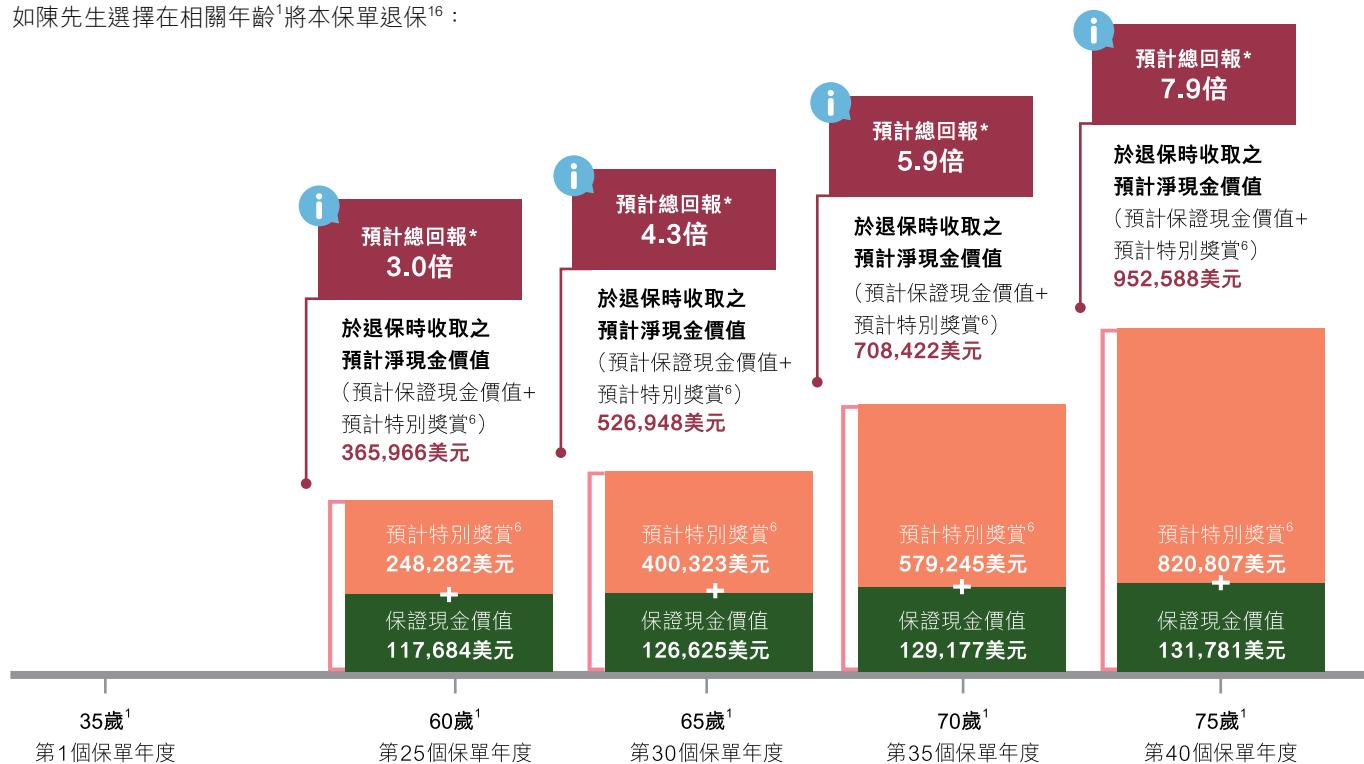 如陳先生選擇在相關年齡¹將本保單退保¹⁶：
i
預計總回報*
3.0倍
於退保時收取之
預計淨現金價值
（預計保證現金價值+
預計特別獎賞⁶）
365,966美元
預計特別獎賞⁶
248,282美元
+
保證現金價值
117,684美元
i
預計總回報*
4.3倍
於退保時收取之
預計淨現金價值
（預計保證現金價值+
預計特別獎賞⁶）
526,948美元
預計特別獎賞⁶
400,323美元
+
保證現金價值
126,625美元
i
預計總回報*
5.9倍
於退保時收取之
預計淨現金價值
（預計保證現金價值+
預計特別獎賞⁶）
708,422美元
預計特別獎賞⁶
579,245美元
+
保證現金價值
129,177美元
i
預計總回報*
7.9倍
於退保時收取之
預計淨現金價值
（預計保證現金價值+
預計特別獎賞⁶）
952,588美元
預計特別獎賞⁶
820,807美元
+
保證現金價值
131,781美元
35歲¹
第1個保單年度
60歲¹
第25個保單年度
65歲¹
第30個保單年度
70歲¹
第35個保單年度
75歲¹
第40個保單年度